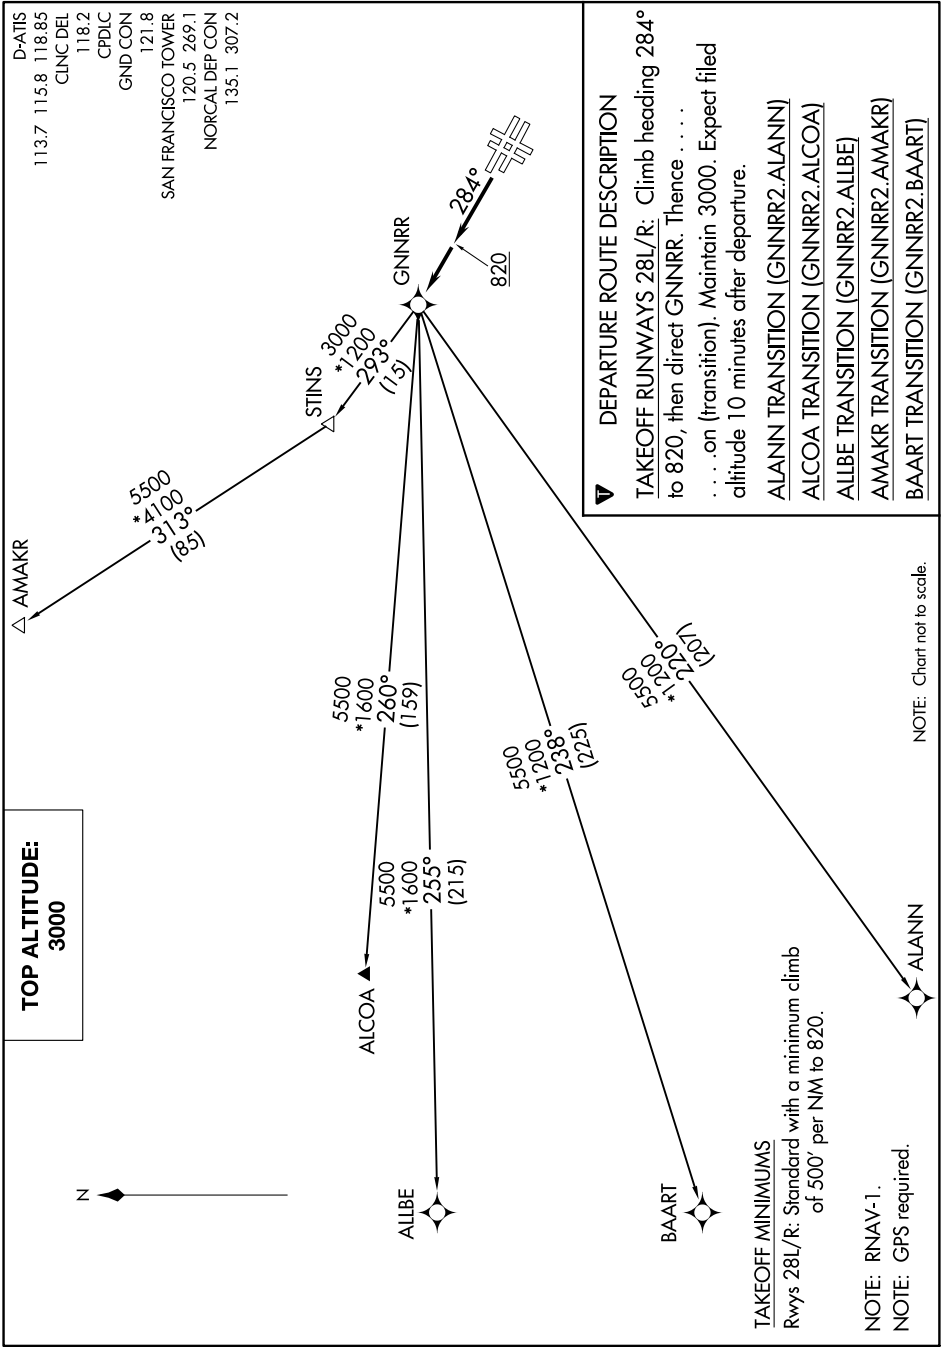 TOP ALTITUDE:
3000
D-ATIS
113.7 115.8 118.85
CLNC DEL
118.2
CPDLC
GND CON
121.8
SAN FRANCISCO TOWER
120.5 269.1
NORCAL DEP CON
135.1 307.2
N
AMAKR
5500
*4100
313°
(85)
STINS
3000
*1200
293°
(15)
GNNRR
284°
820
ALCOA
5500
*1600
260°
(159)
ALLBE
5500
*1600
255°
(215)
BAART
5500
*1200
238°
(225)
ALANN
5500
*1200
220°
(207)
TAKEOFF MINIMUMS
Rwys 28L/R: Standard with a minimum climb
of 500' per NM to 820.
NOTE: RNAV-1.
NOTE: GPS required.
NOTE: Chart not to scale.
T
DEPARTURE ROUTE DESCRIPTION
TAKEOFF RUNWAYS 28L/R: Climb heading 284°
to 820, then direct GNNRR. Thence . . . .
. . . .on (transition). Maintain 3000. Expect filed
altitude 10 minutes after departure.
ALANN TRANSITION (GNNRR2.ALANN)
ALCOA TRANSITION (GNNRR2.ALCOA)
ALLBE TRANSITION (GNNRR2.ALLBE)
AMAKR TRANSITION (GNNRR2.AMAKR)
BAART TRANSITION (GNNRR2.BAART)